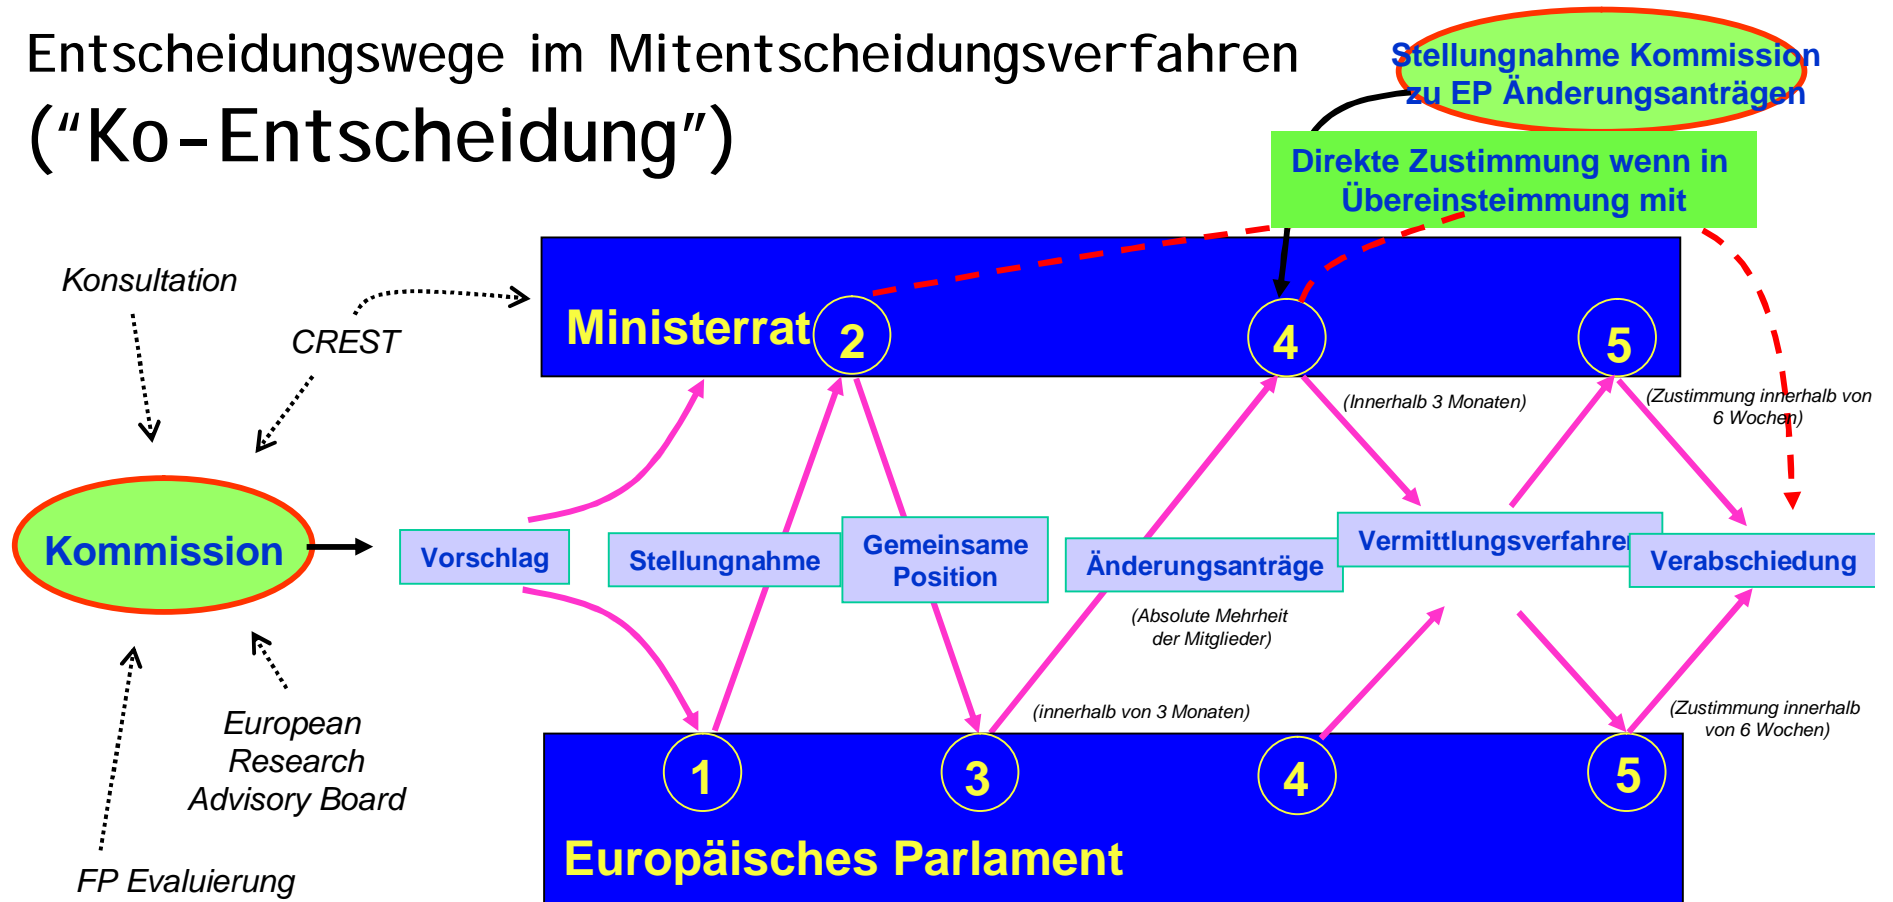 Entscheidungswege im Mitentscheidungsverfahren
(“Ko-Entscheidung”)
Stellungnahme Kommission
zu EP Änderungsanträgen
Direkte Zustimmung wenn in
Übereinsteimmung mit
Konsultation
CREST
Ministerrat
2
4
5
(Innerhalb 3 Monaten)
(Zustimmung innerhalb von
6 Wochen)
Kommission
Vorschlag
Stellungnahme
Gemeinsame
Position
Änderungsanträge
Vermittlungsverfahren
Verabschiedung
(Absolute Mehrheit
der Mitglieder)
(innerhalb von 3 Monaten)
(Zustimmung innerhalb
von 6 Wochen)
European
Research
Advisory Board
FP Evaluierung
1
3
4
5
Europäisches Parlament